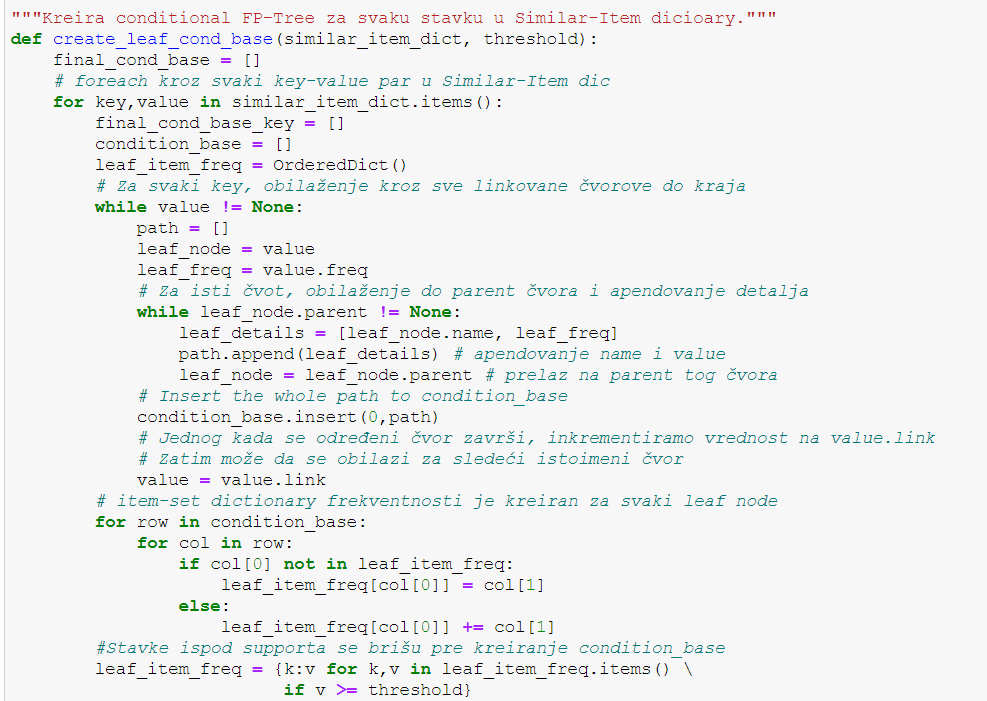 """Kreira conditional FP-Tree za svaku stavku u Similar-Item dicioary."""
def create_leaf_cond_base(similar_item_dict, threshold):
    final_cond_base = []
    # foreach kroz svaki key-value par u Similar-Item dic
    for key,value in similar_item_dict.items():
        final_cond_base_key = []
        condition_base = []
        leaf_item_freq = OrderedDict()
        # Za svaki key, obilaženje kroz sve linkovane čvorove do kraja
        while value != None:
            path = []
            leaf_node = value
            leaf_freq = value.freq
            # Za isti čvot, obilaženje do parent čvora i apendovanje detalja
            while leaf_node.parent != None:
                leaf_details = [leaf_node.name, leaf_freq]
                path.append(leaf_details) # apendovanje name i value
                leaf_node = leaf_node.parent # prelaz na parent tog čvora
            # Insert the whole path to condition_base
            condition_base.insert(0,path)
            # Jednog kada se određeni čvor završi, inkrementiramo vrednost na value.link
            # Zatim može da se obilazi za sledeći istoimeni čvor
            value = value.link
        # item-set dictionary frekventnosti je kreiran za svaki leaf node
        for row in condition_base:
            for col in row:
                if col[0] not in leaf_item_freq:
                    leaf_item_freq[col[0]] = col[1]
                else:
                    leaf_item_freq[col[0]] += col[1]
        #Stavke ispod supporta se brišu pre kreiranje condition_base
        leaf_item_freq = {k:v for k,v in leaf_item_freq.items() \
                          if v >= threshold}